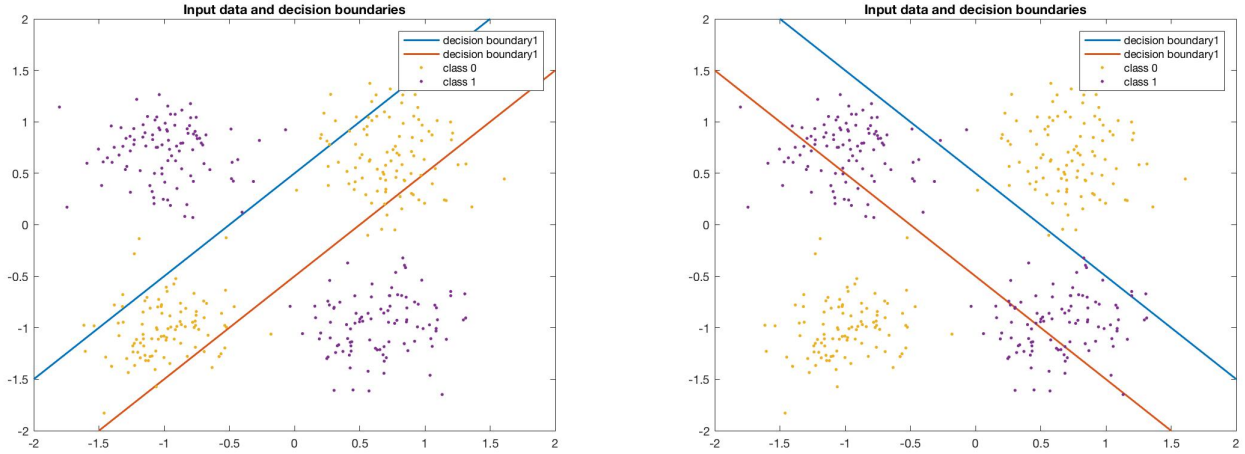 Input data and decision boundaries
2
1.5
1
0.5
0
-0.5
-1
-1.5
-2
-2 -1.5 -1 -0.5 0 0.5 1 1.5 2
decision boundary1
decision boundary1
class 0
class 1
Input data and decision boundaries
2
1.5
1
0.5
0
-0.5
-1
-1.5
-2
-2 -1.5 -1 -0.5 0 0.5 1 1.5 2
decision boundary1
decision boundary1
class 0
class 1